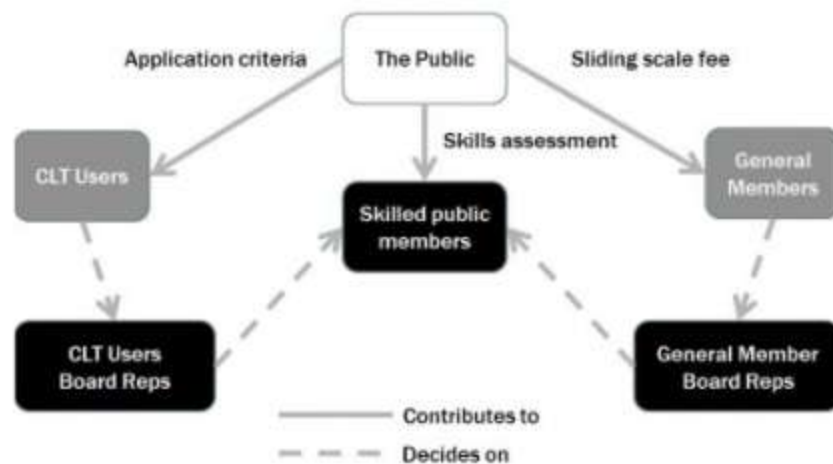 Application criteria
The Public
Sliding scale fee
Skills assessment
CLT Users
General
Members
Skilled public
members
CLT Users
Board Reps
General Member
Board Reps
Contributes to
Decides on